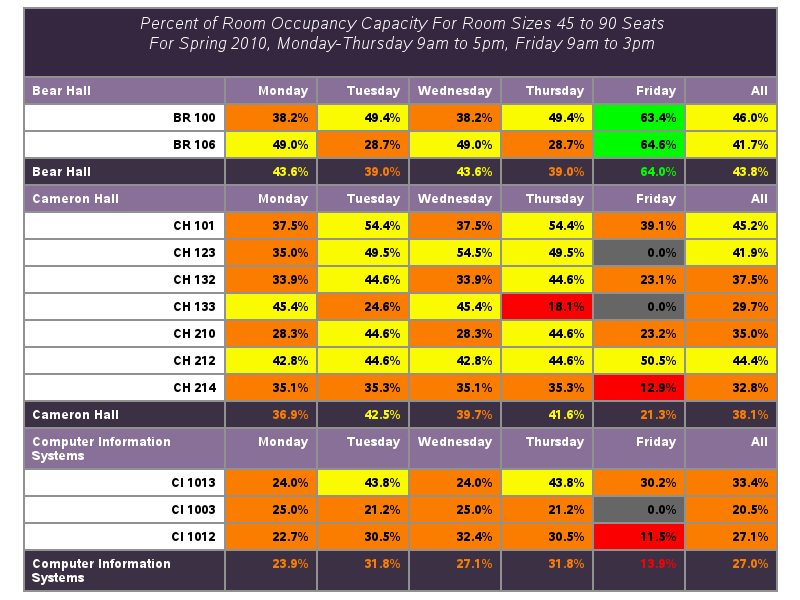 Percent of Room Occupancy Capacity For Room Sizes 45 to 90 Seats
For Spring 2010, Monday-Thursday 9am to 5pm, Friday 9am to 3pm
Bear Hall Monday Tuesday Wednesday Thursday Friday All
BR 100 38.2% 49.4% 38.2% 49.4% 63.4% 46.0%
BR 106 49.0% 28.7% 49.0% 28.7% 64.6% 41.7%
Bear Hall 43.6% 39.0% 43.6% 39.0% 64.0% 43.8%
Cameron Hall Monday Tuesday Wednesday Thursday Friday All
CH 101 37.5% 54.4% 37.5% 54.4% 39.1% 45.2%
CH 123 35.0% 49.5% 54.5% 49.5% 0.0% 41.9%
CH 132 33.9% 44.6% 33.9% 44.6% 23.1% 37.5%
CH 133 45.4% 24.6% 45.4% 18.1% 0.0% 29.7%
CH 210 28.3% 44.6% 28.3% 44.6% 23.2% 35.0%
CH 212 42.8% 44.6% 42.8% 44.6% 50.5% 44.4%
CH 214 35.1% 35.3% 35.1% 35.3% 12.9% 32.8%
Cameron Hall 36.9% 42.5% 39.7% 41.6% 21.3% 38.1%
Computer Information Monday Tuesday Wednesday Thursday Friday All
Systems
CI 1013 24.0% 43.8% 24.0% 43.8% 30.2% 33.4%
CI 1003 25.0% 21.2% 25.0% 21.2% 0.0% 20.5%
CI 1012 22.7% 30.5% 32.4% 30.5% 11.5% 27.1%
Computer Information 23.9% 31.8% 27.1% 31.8% 13.9% 27.0%
Systems